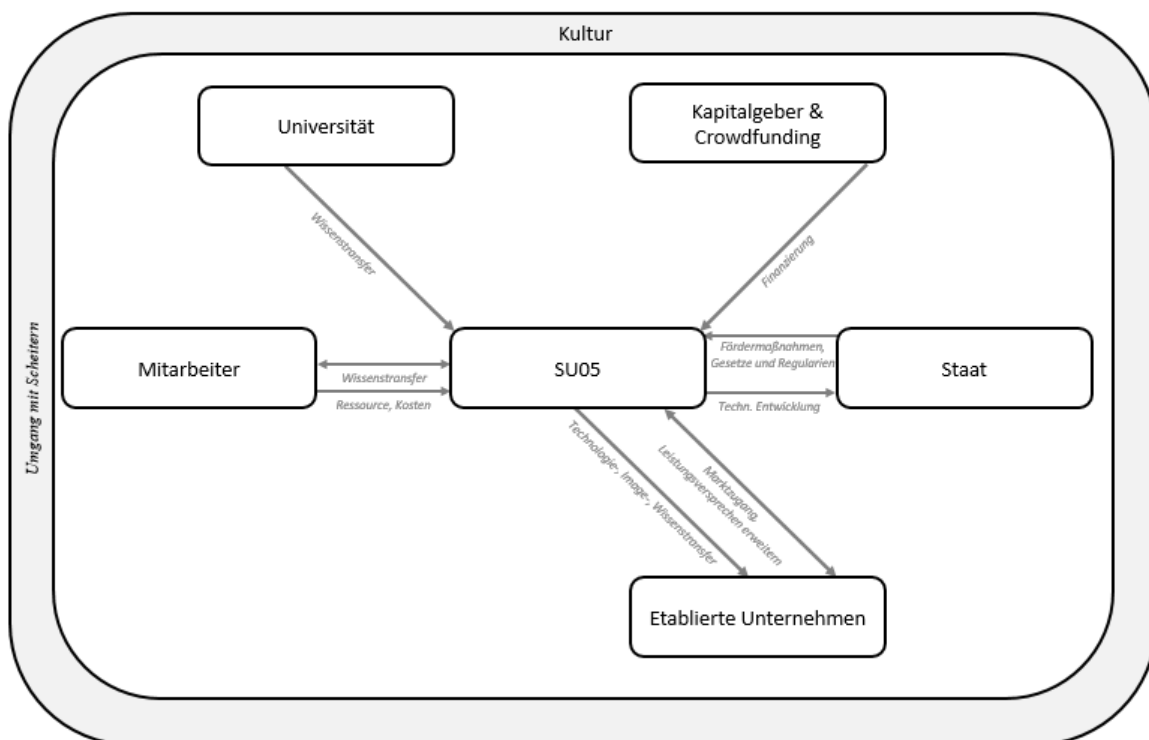 Kultur
Universität
Kapitalgeber &
Crowdfunding
Wissenstransfer
Finanzierung
Umgang mit Scheitern
Mitarbeiter
Wissenstransfer
Ressource, Kosten
SU05
Fördermaßnahmen,
Gesetze und Regularien
Techn. Entwicklung
Staat
Technologie-, Image-, Wissenstransfer
Marktzugang,
Leistungsversprechen erweitern
Etablierte Unternehmen